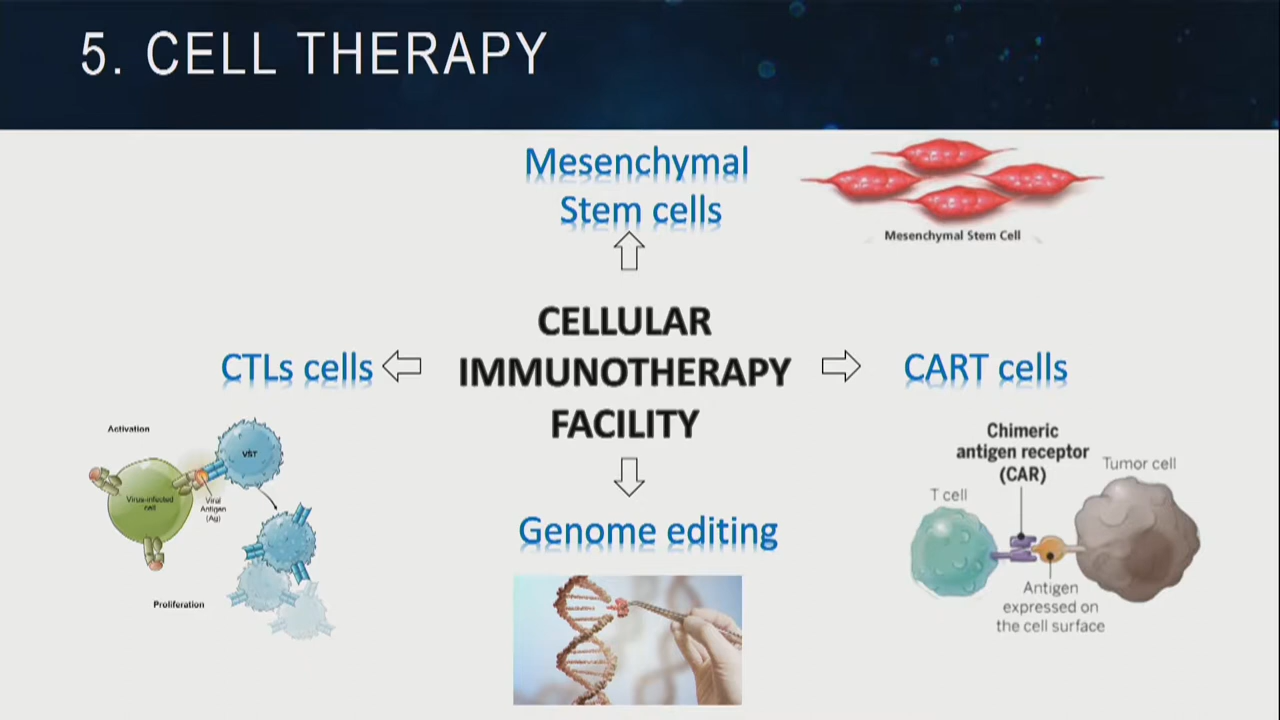 5. CELL THERAPY
Mesenchymal
Stem cells
Mesenchymal Stem Cell
CELLULAR
IMMUNOTHERAPY
FACILITY
CTLs cells
CART cells
Activation
VST
Virus-infected
cell
Viral
Antigen
(Ag)
Proliferation
Genome editing
Chimeric
antigen receptor
(CAR)
Tumor cell
T cell
Antigen
expressed on
the cell surface